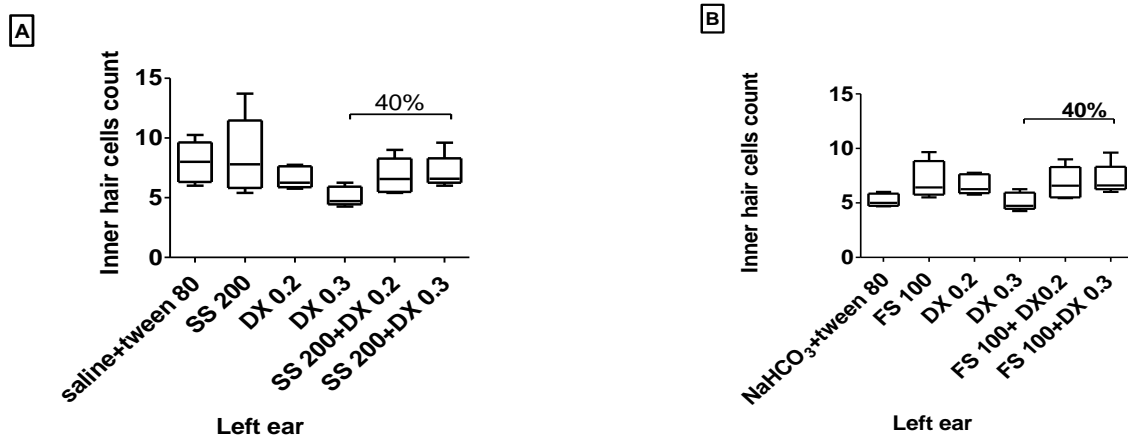 A
Inner hair cells count
15
10
5
0
40%
saline+tween 80
SS 200
DX 0.2
DX 0.3
SS 200+DX 0.2
SS 200+DX 0.3
Left ear
B
Inner hair cells count
15
10
5
0
40%
NaHCO₃+tween 80
FS 100
DX 0.2
DX 0.3
FS 100+ DX0.2
FS 100+DX 0.3
Left ear